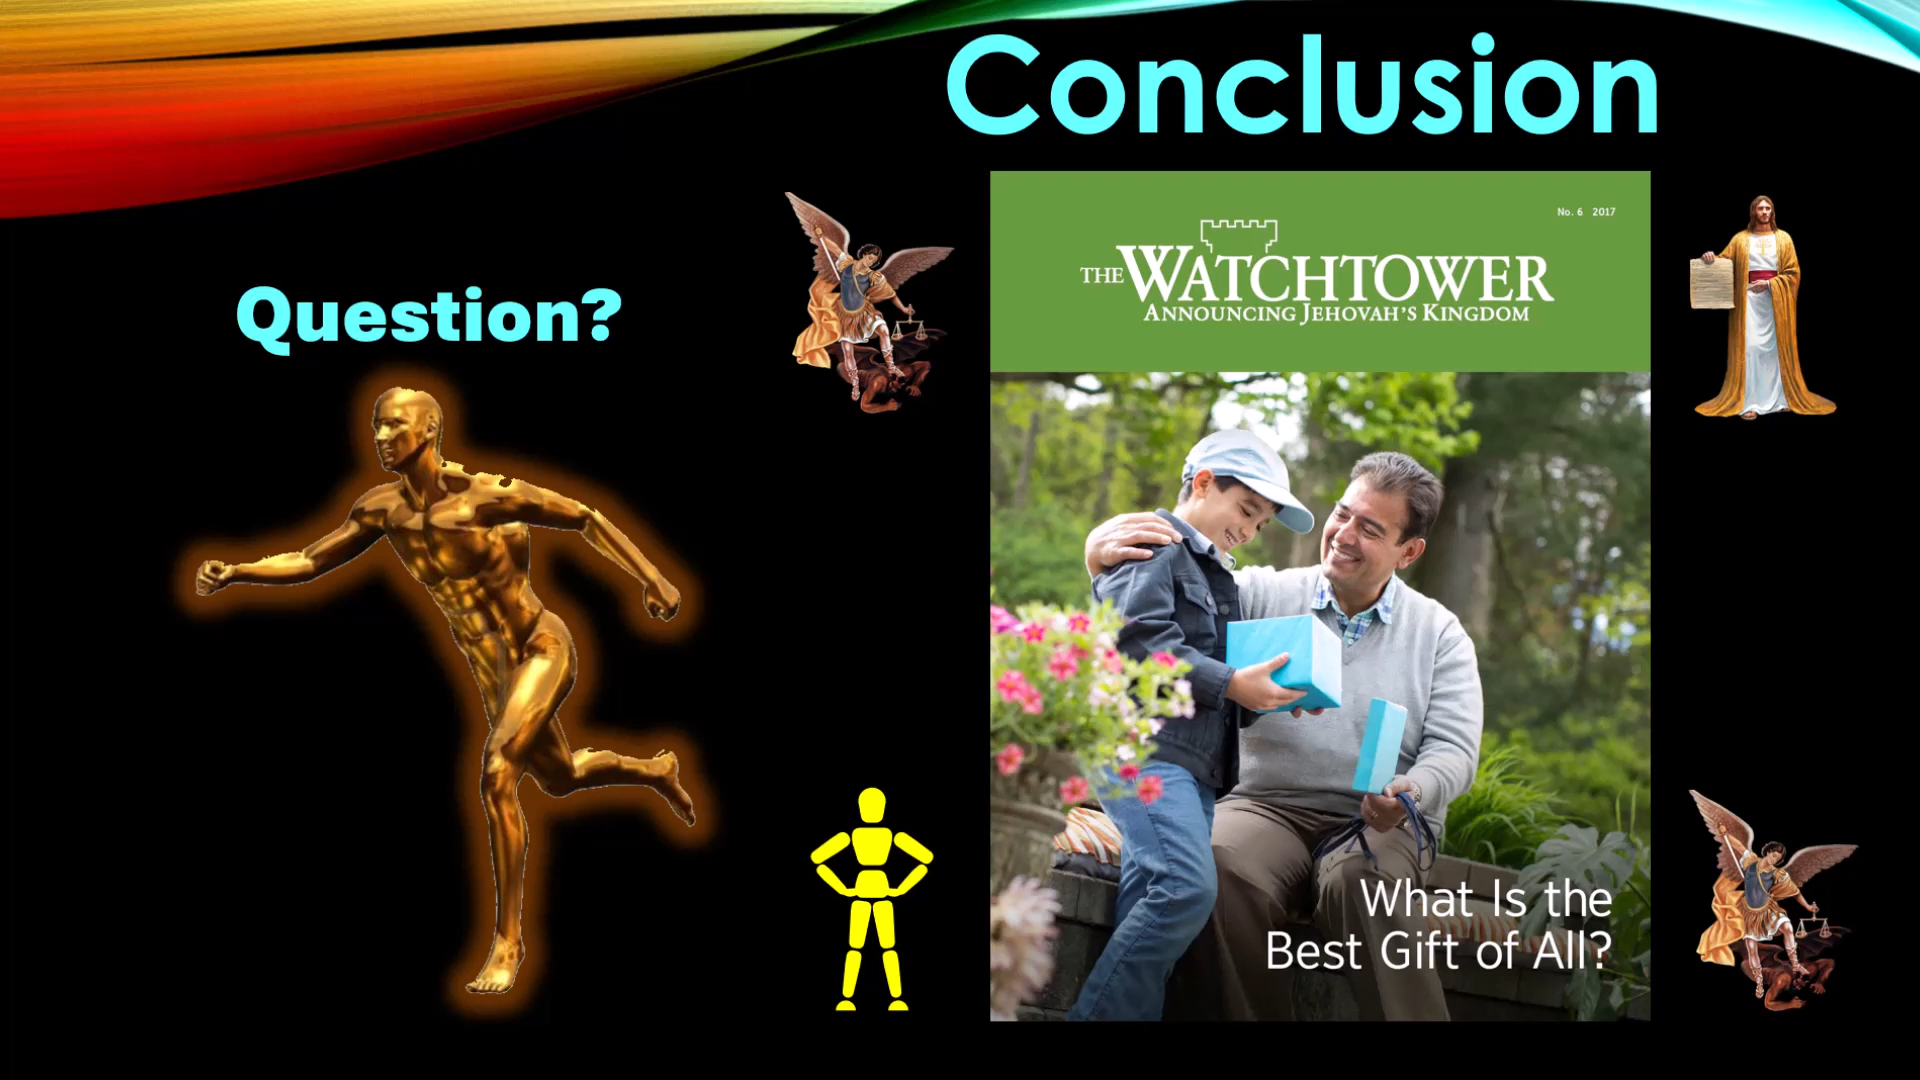 Conclusion
Question?
No. 6 2017
THE WATCHTOWER
ANNOUNCING JEHOVAH'S KINGDOM
What Is the
Best Gift of All?